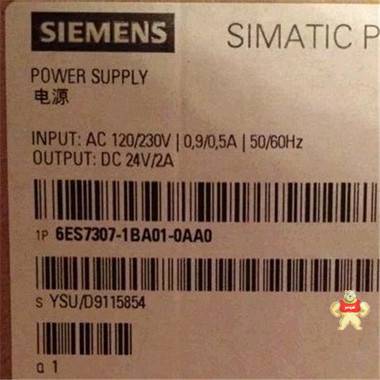 SIEMENS
SIMATIC P
POWER SUPPLY
电源
INPUT: AC 120/230V | 0,9/0,5A | 50/60Hz
OUTPUT: DC 24V/2A
1P 6ES7307-1BA01-0AA0
S YSU/D9115854
Q 1